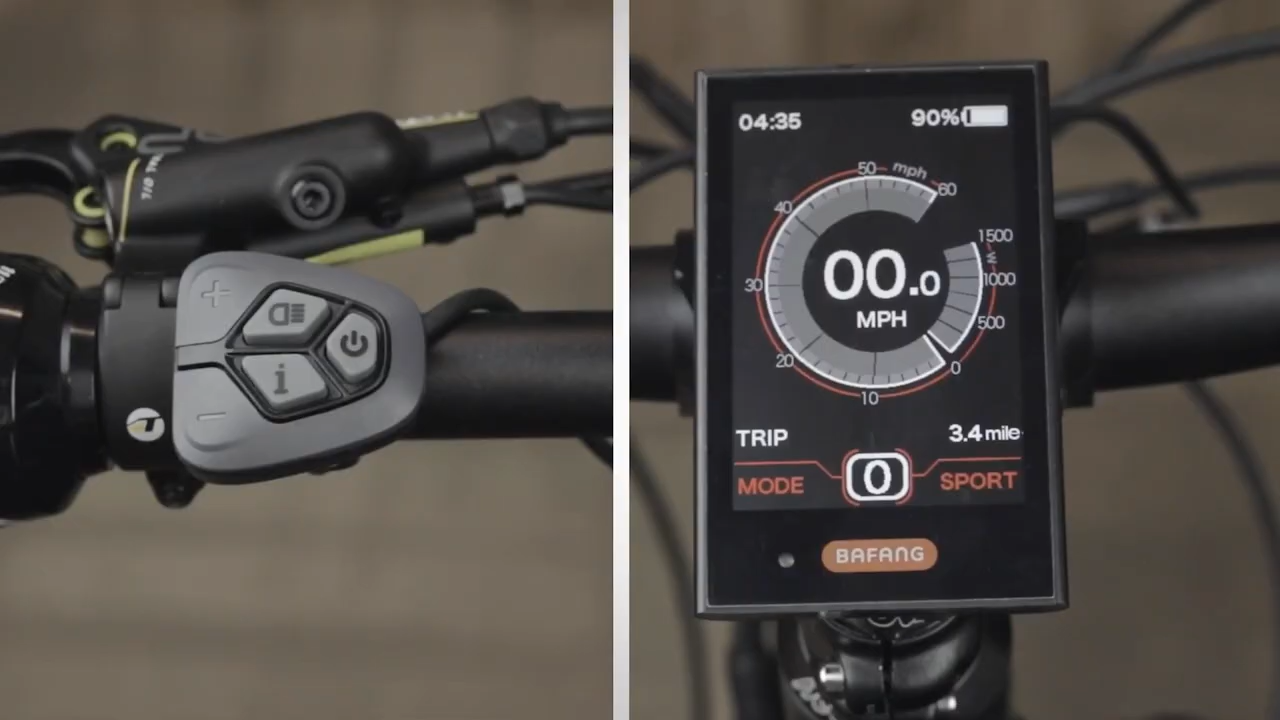 +
i
−
04:35
90%
50 mph 60
40
30
20
10
0
1500
W
1000
500
00.0
MPH
TRIP
3.4 mile
MODE
0
SPORT
BAFANG